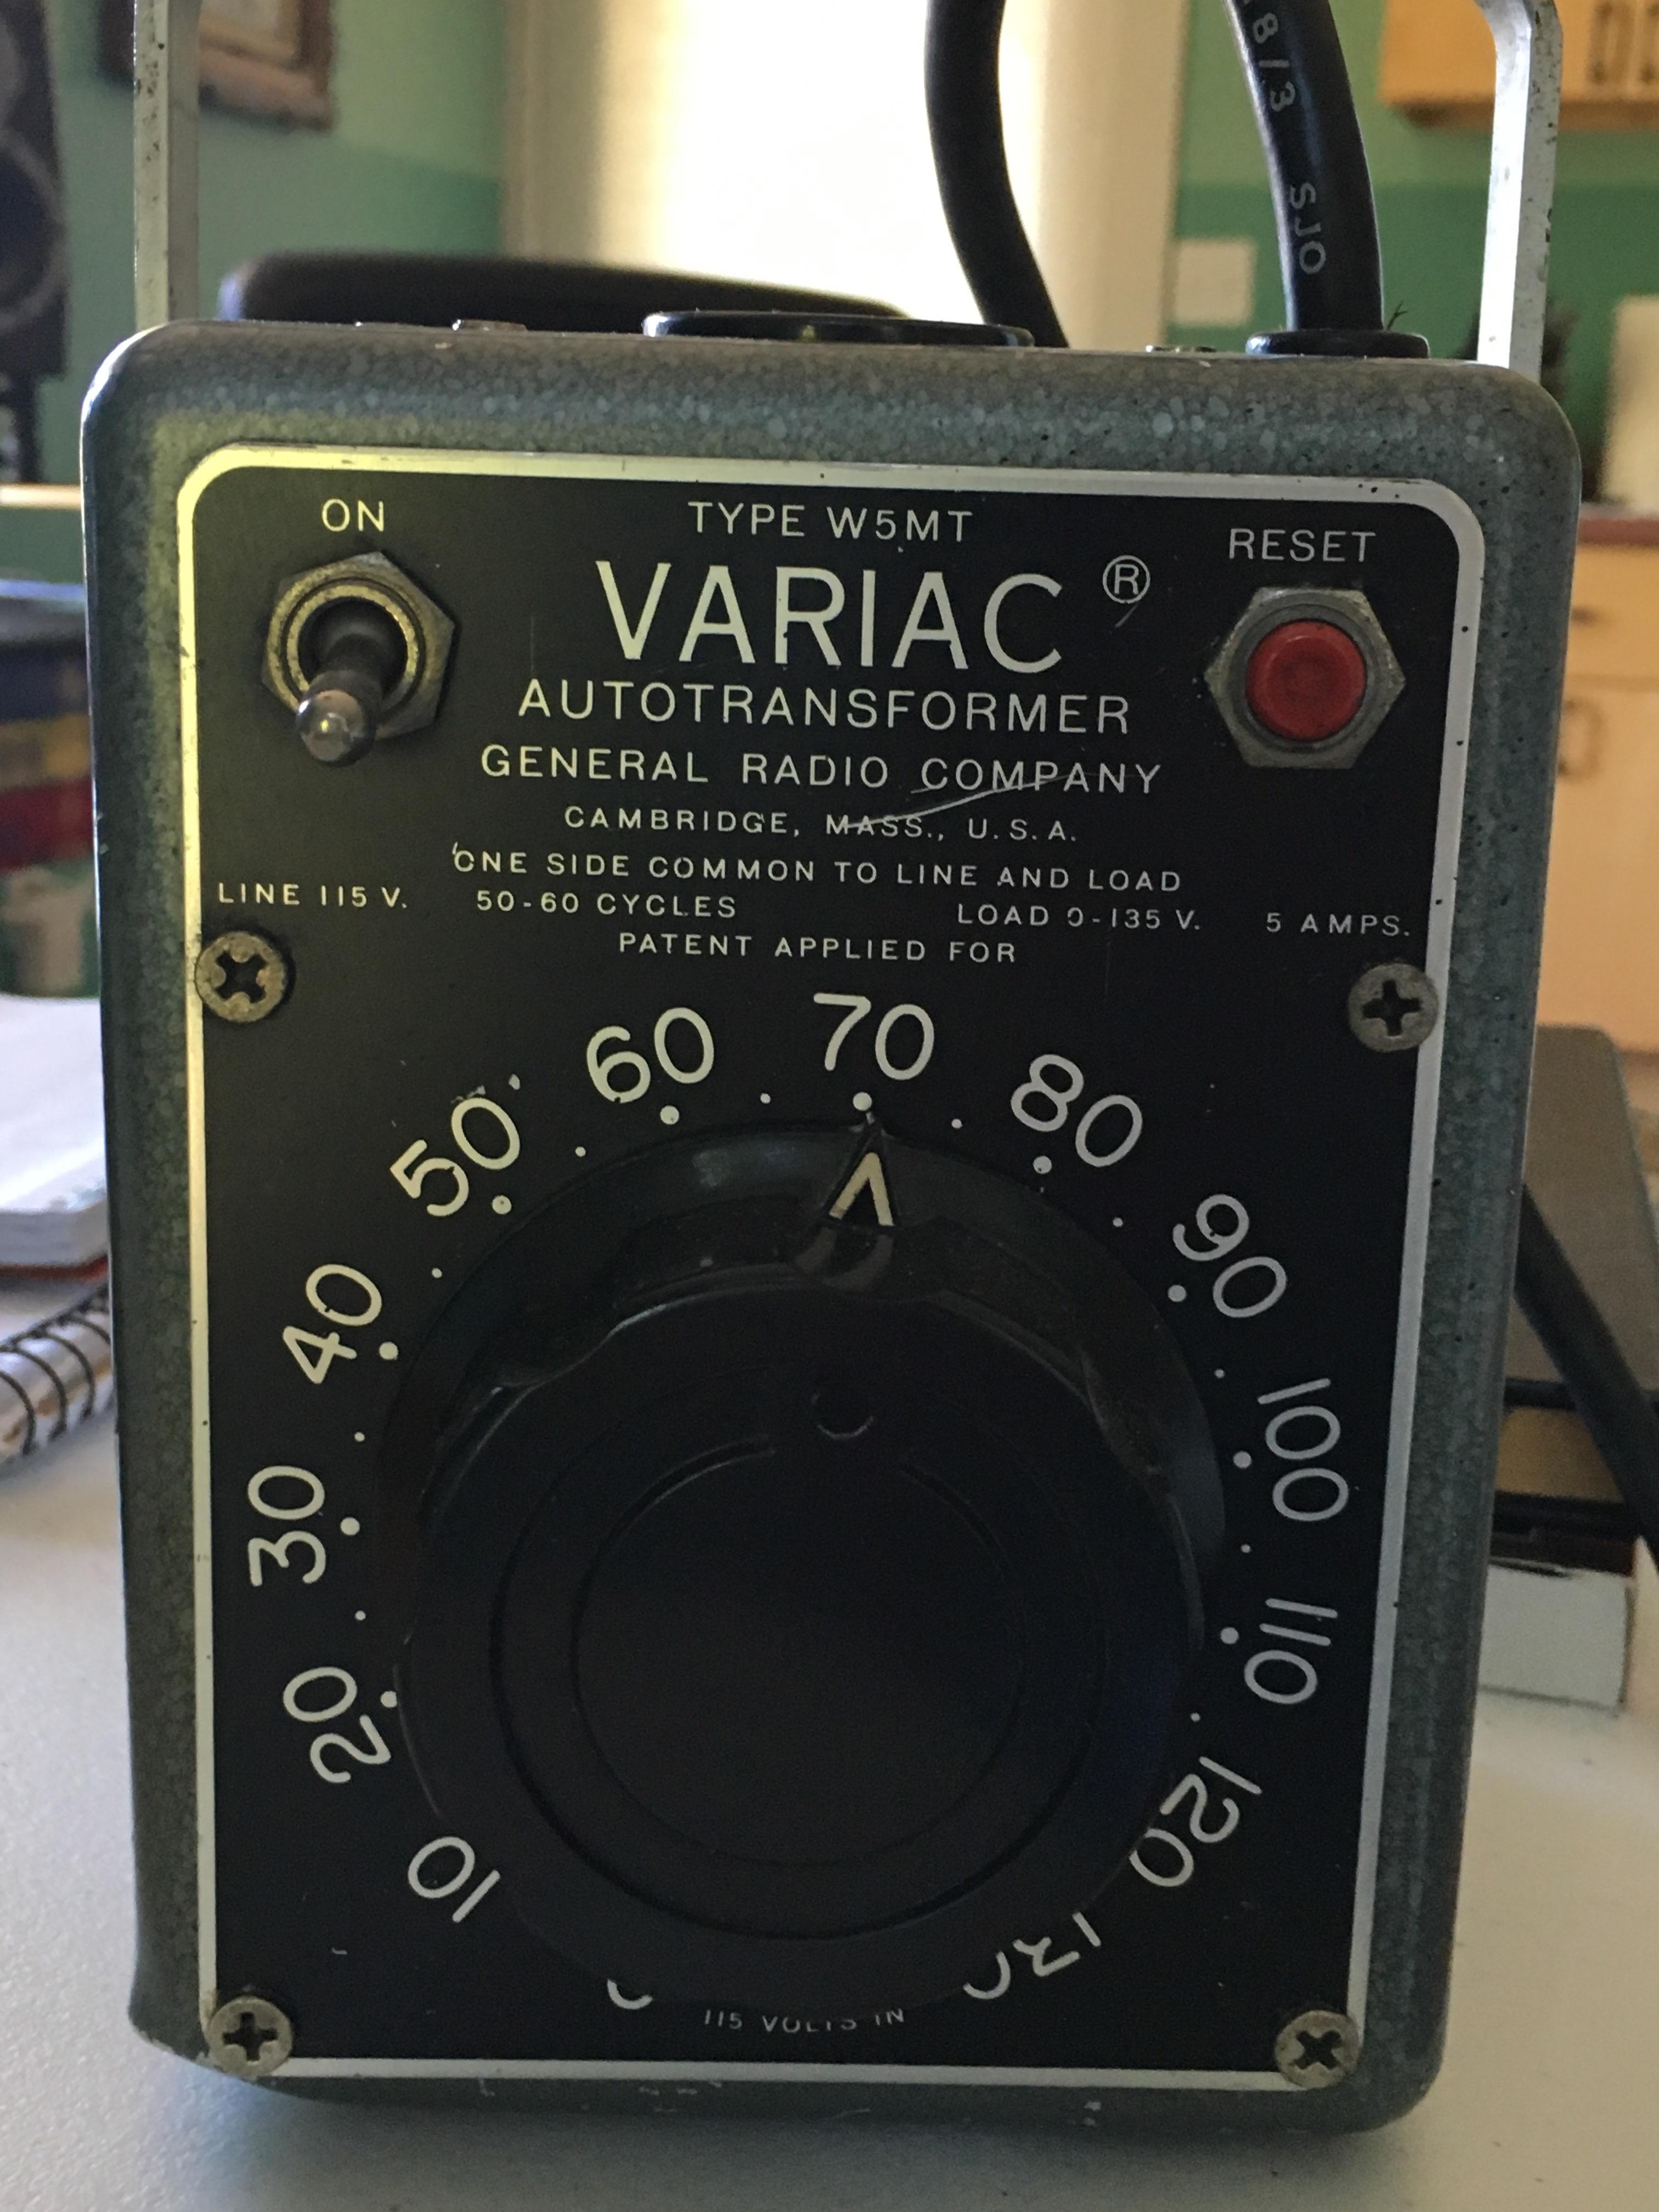 18/3 SJO
ON
TYPE W5MT
RESET
VARIAC ®
AUTOTRANSFORMER
GENERAL RADIO COMPANY
CAMBRIDGE, MASS., U.S.A.
ONE SIDE COMMON TO LINE AND LOAD
LINE 115 V. 50-60 CYCLES LOAD 0-135 V. 5 AMPS.
PATENT APPLIED FOR
0
10
20
30
40
50
60
70
80
90
100
110
120
130
115 VOLTS IN